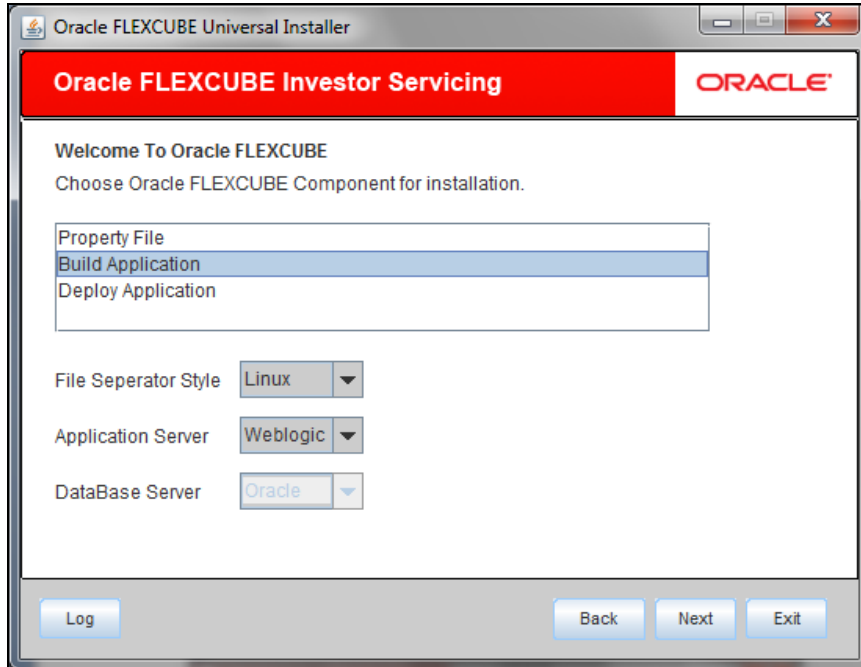 Oracle FLEXCUBE Universal Installer
Oracle FLEXCUBE Investor Servicing
ORACLE
Welcome To Oracle FLEXCUBE
Choose Oracle FLEXCUBE Component for installation.
Property File
Build Application
Deploy Application
File Seperator Style Linux
Application Server Weblogic
DataBase Server Oracle
Log Back Next Exit